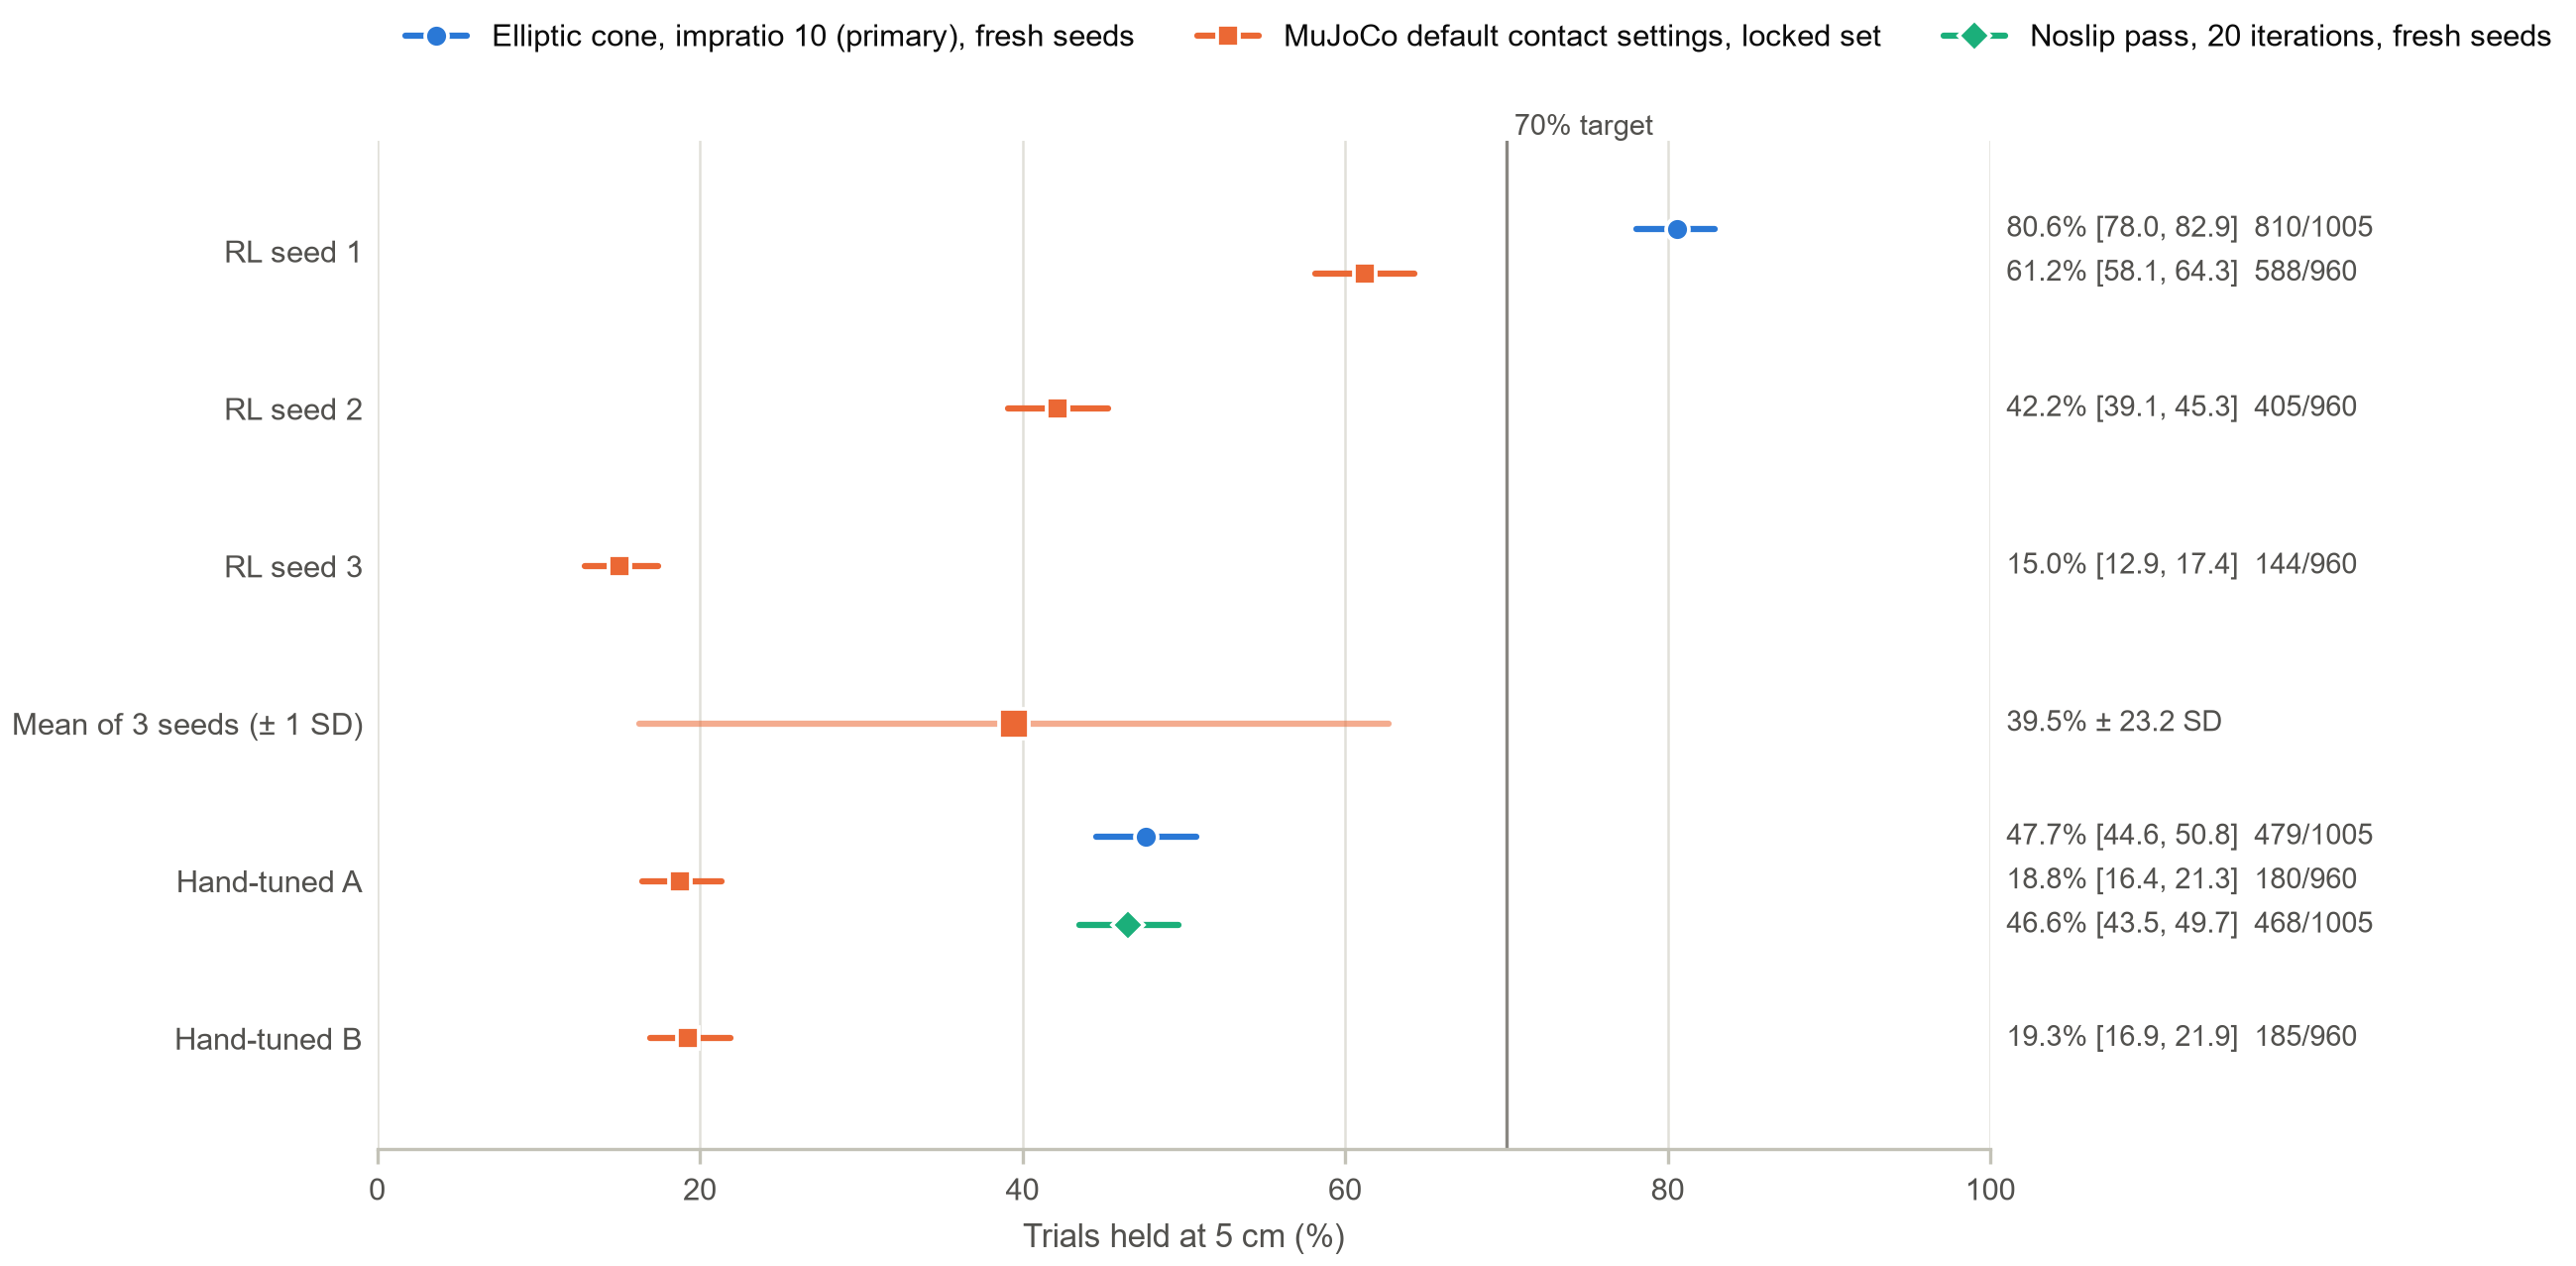 Elliptic cone, impratio 10 (primary), fresh seeds
MuJoCo default contact settings, locked set
Noslip pass, 20 iterations, fresh seeds
70% target
RL seed 1
80.6% [78.0, 82.9] 810/1005
61.2% [58.1, 64.3] 588/960
RL seed 2
42.2% [39.1, 45.3] 405/960
RL seed 3
15.0% [12.9, 17.4] 144/960
Mean of 3 seeds (± 1 SD)
39.5% ± 23.2 SD
Hand-tuned A
47.7% [44.6, 50.8] 479/1005
18.8% [16.4, 21.3] 180/960
46.6% [43.5, 49.7] 468/1005
Hand-tuned B
19.3% [16.9, 21.9] 185/960
0 20 40 60 80 100
Trials held at 5 cm (%)